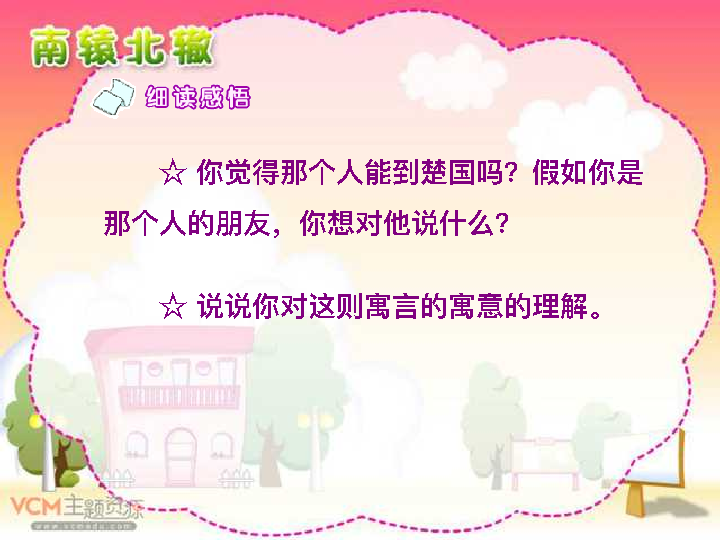 南辕北辙
细读感悟
☆ 你觉得那个人能到楚国吗？假如你是
那个人的朋友，你想对他说什么？
☆ 说说你对这则寓言的寓意的理解。
VCM主题资源
www.vcmedu.com